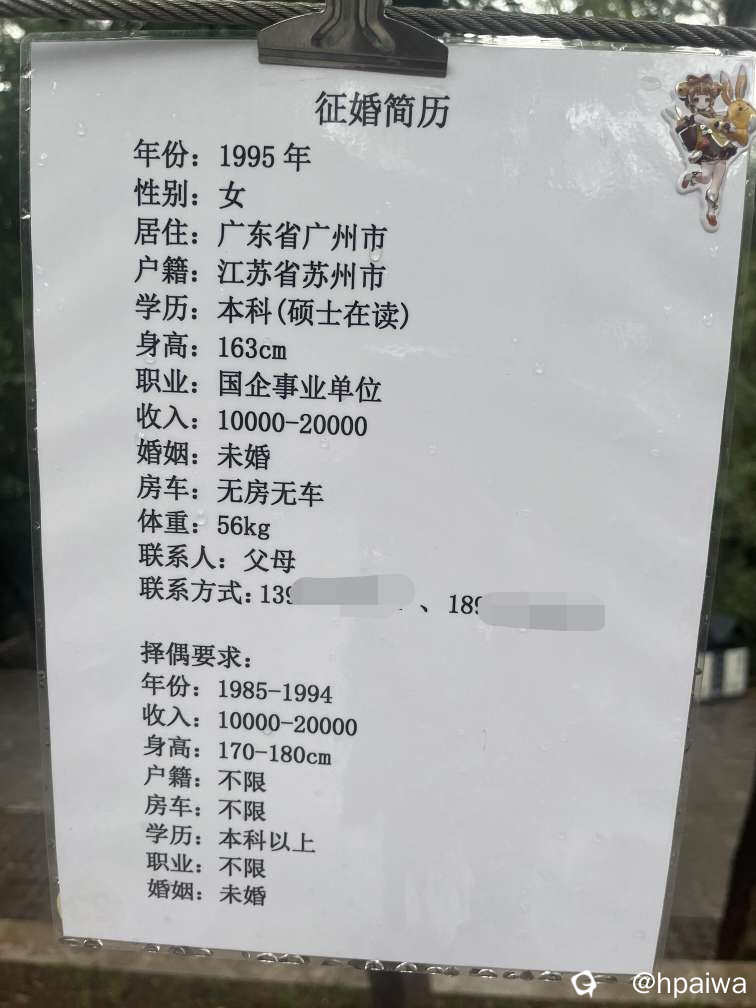 征婚简历
年份：1995年
性别：女
居住：广东省广州市
户籍：江苏省苏州市
学历：本科(硕士在读)
身高：163cm
职业：国企事业单位
收入：10000-20000
婚姻：未婚
房车：无房无车
体重：56kg
联系人：父母
联系方式：139 、189
择偶要求：
年份：1985-1994
收入：10000-20000
身高：170-180cm
户籍：不限
房车：不限
学历：本科以上
职业：不限
婚姻：未婚
@hpaiwa